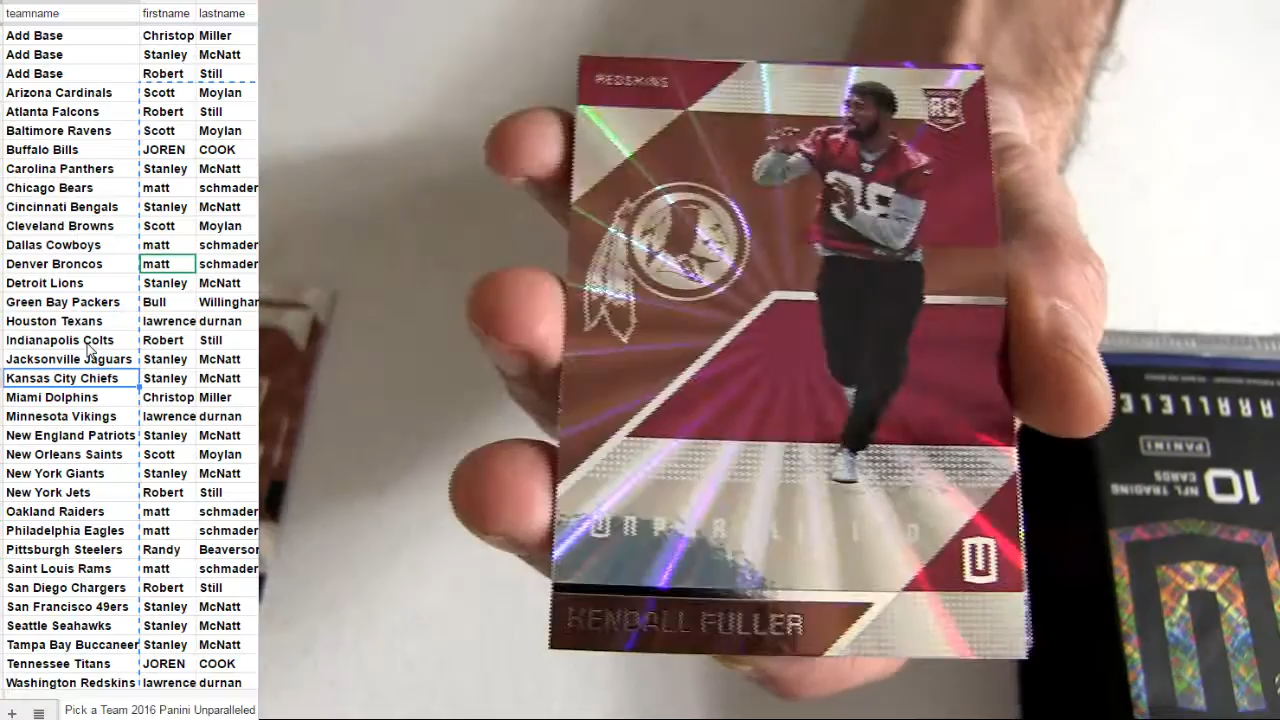 teamname firstname lastname
Add Base Christop Miller
Add Base Stanley McNatt
Add Base Robert Still
Arizona Cardinals Scott Moylan
Atlanta Falcons Robert Still
Baltimore Ravens Scott Moylan
Buffalo Bills JOREN COOK
Carolina Panthers Stanley McNatt
Chicago Bears matt schmader
Cincinnati Bengals Stanley McNatt
Cleveland Browns Scott Moylan
Dallas Cowboys matt schmader
Denver Broncos matt schmader
Detroit Lions Stanley McNatt
Green Bay Packers Bull Willinghar
Houston Texans lawrence durnan
Indianapolis Colts Robert Still
Jacksonville Jaguars Stanley McNatt
Kansas City Chiefs Stanley McNatt
Miami Dolphins Christop Miller
Minnesota Vikings lawrence durnan
New England Patriots Stanley McNatt
New Orleans Saints Scott Moylan
New York Giants Stanley McNatt
New York Jets Robert Still
Oakland Raiders matt schmader
Philadelphia Eagles matt schmader
Pittsburgh Steelers Randy Beaverson
Saint Louis Rams matt schmader
San Diego Chargers Robert Still
San Francisco 49ers Stanley McNatt
Seattle Seahawks Stanley McNatt
Tampa Bay Buccaneer Stanley McNatt
Tennessee Titans JOREN COOK
Washington Redskins lawrence durnan
Pick a Team 2016 Panini Unparalleled
REDSKINS
RC
38
UNPARALLELED
KENDALL FULLER
PANINI
10 NFL TRADING CARDS